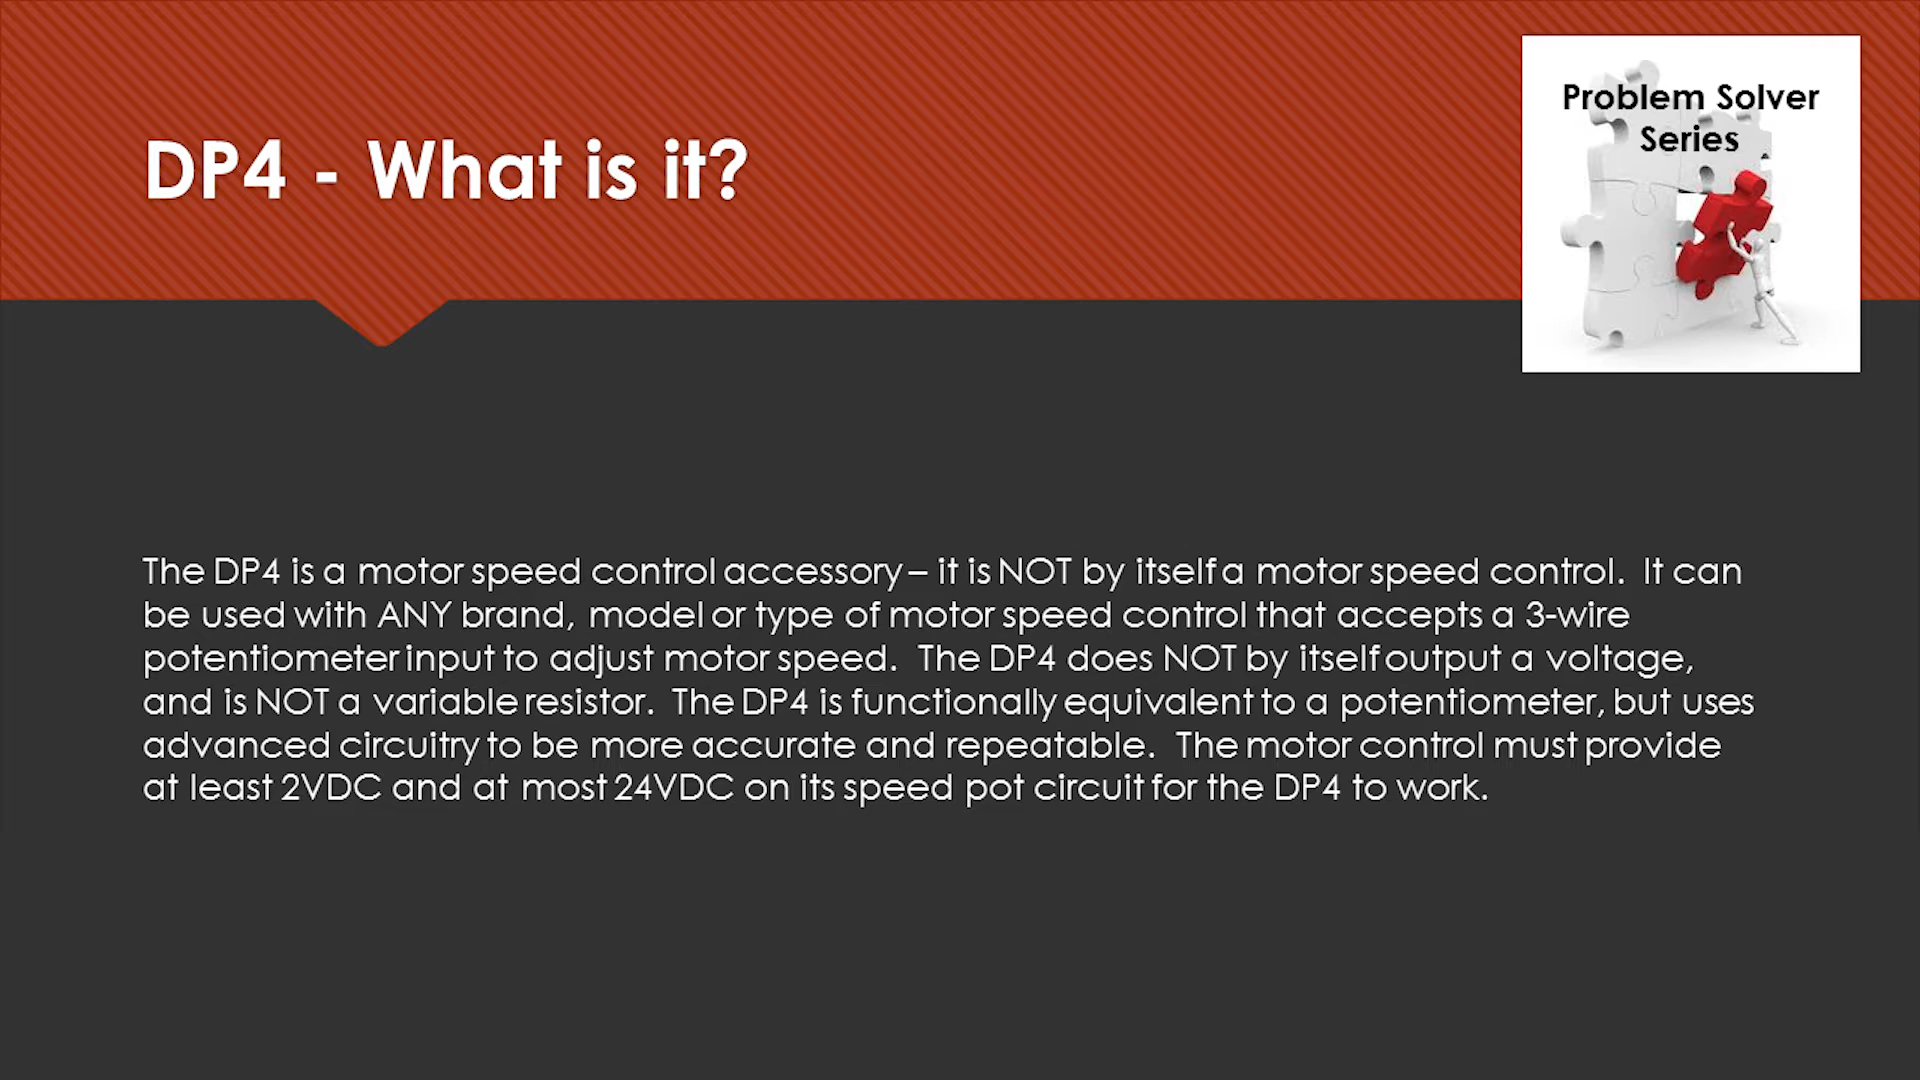 DP4 - What is it?
Problem Solver
Series
The DP4 is a motor speed control accessory – it is NOT by itself a motor speed control.  It can
be used with ANY brand, model or type of motor speed control that accepts a 3-wire
potentiometer input to adjust motor speed.  The DP4 does NOT by itself output a voltage,
and is NOT a variable resistor.  The DP4 is functionally equivalent to a potentiometer, but uses
advanced circuitry to be more accurate and repeatable.  The motor control must provide
at least 2VDC and at most 24VDC on its speed pot circuit for the DP4 to work.